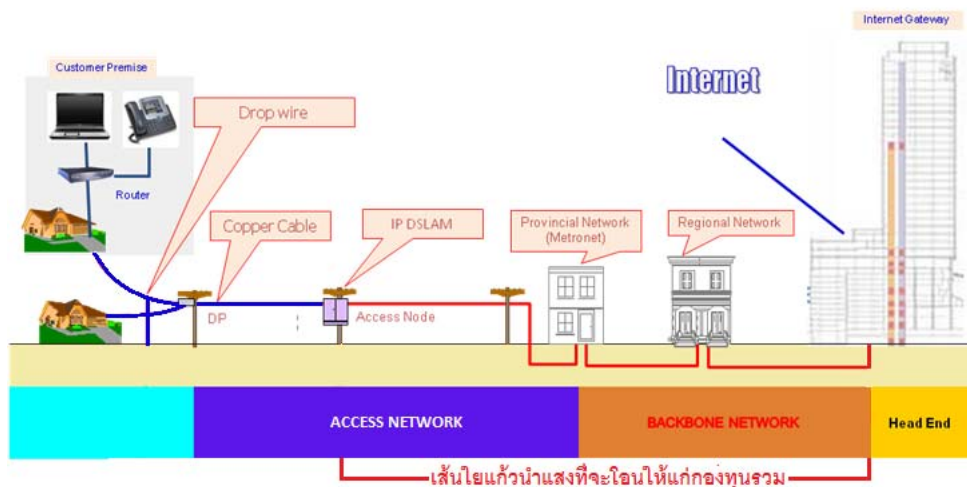 Internet Gateway
Customer Premise
Internet
Drop wire
Router
Copper Cable
IP DSLAM
Provincial Network
(Metronet)
Regional Network
DP
Access Node
ACCESS NETWORK
BACKBONE NETWORK
Head End
เส้นใยแก้วนำแสงที่จะโอนให้แก่กองทุนรวม